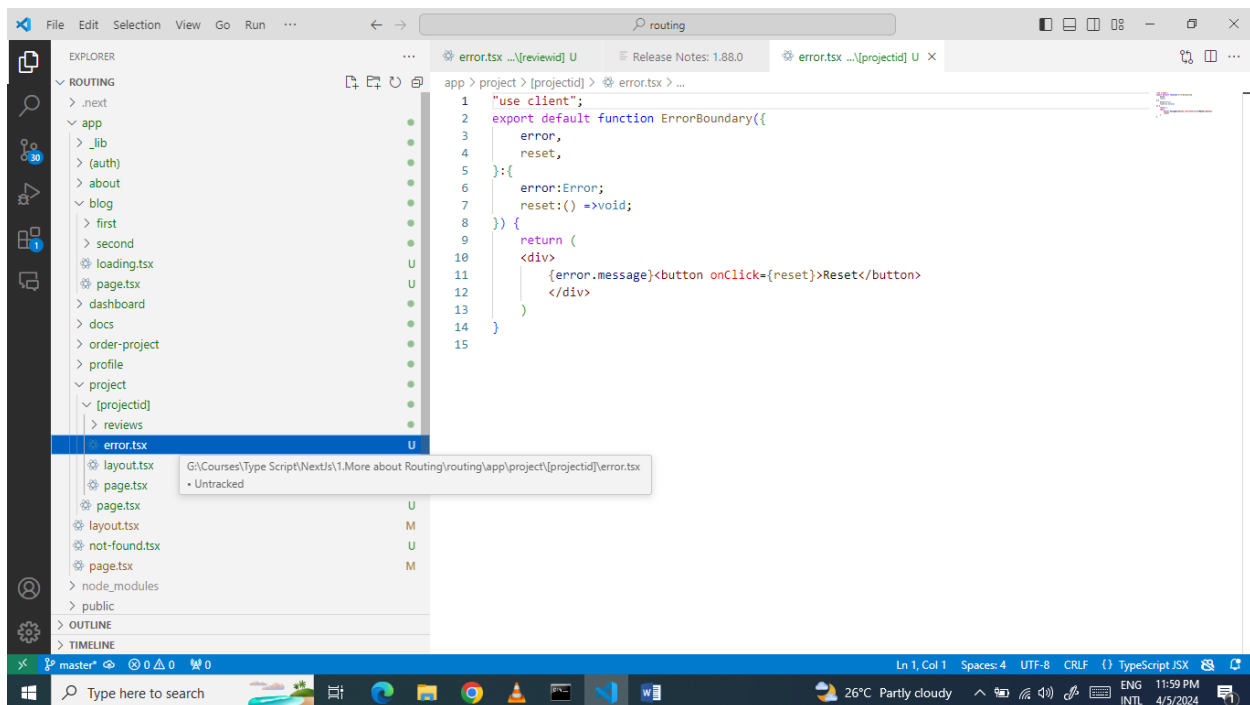 File Edit Selection View Go Run ··· routing
EXPLORER ···
ROUTING
.next
app
_lib
(auth)
about
blog
first
second
loading.tsx U
page.tsx U
dashboard
docs
order-project
profile
project
[projectid]
reviews
error.tsx U
layout.tsx
page.tsx
page.tsx U
layout.tsx M
not-found.tsx U
page.tsx M
node_modules
public
OUTLINE
TIMELINE
30
1
error.tsx ...\[reviewid] U Release Notes: 1.88.0 error.tsx ...\[projectid] U
app > project > [projectid] > error.tsx > ...
1 "use client";
2 export default function ErrorBoundary({
3 error,
4 reset,
5 }:{
6 error:Error;
7 reset:() =>void;
8 }) {
9 return (
10 <div>
11 {error.message}<button onClick={reset}>Reset</button>
12 </div>
13 )
14 }
15
G:\Courses\Type Script\NextJs\1.More about Routing\routing\app\project\[projectid]\error.tsx
• Untracked
master* 0 0 0 Ln 1, Col 1 Spaces: 4 UTF-8 CRLF {} TypeScript JSX
Type here to search 26°C Partly cloudy ENG INTL 11:59 PM 4/5/2024 1